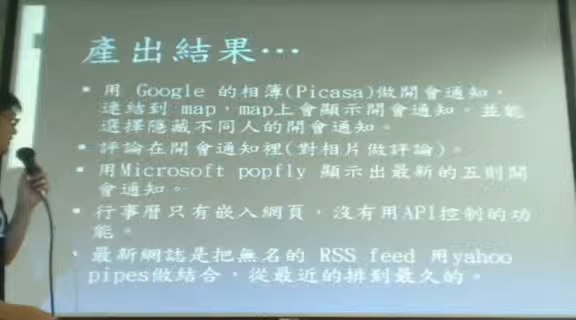 產出結果…
▪ 用 Google 的相簿(Picasa)做開會通知，
連結到 map，map上會顯示開會通知。並能
選擇隱藏不同人的開會通知。
▪ 評論在開會通知裡(對相片做評論)。
▪ 用Microsoft popfly 顯示出最新的五則開
會通知。
▪ 行事曆只有嵌入網頁，沒有用API控制的功
能。
▪ 最新網誌是把無名的 RSS feed 用yahoo
pipes做結合，從最近的排到最久的。